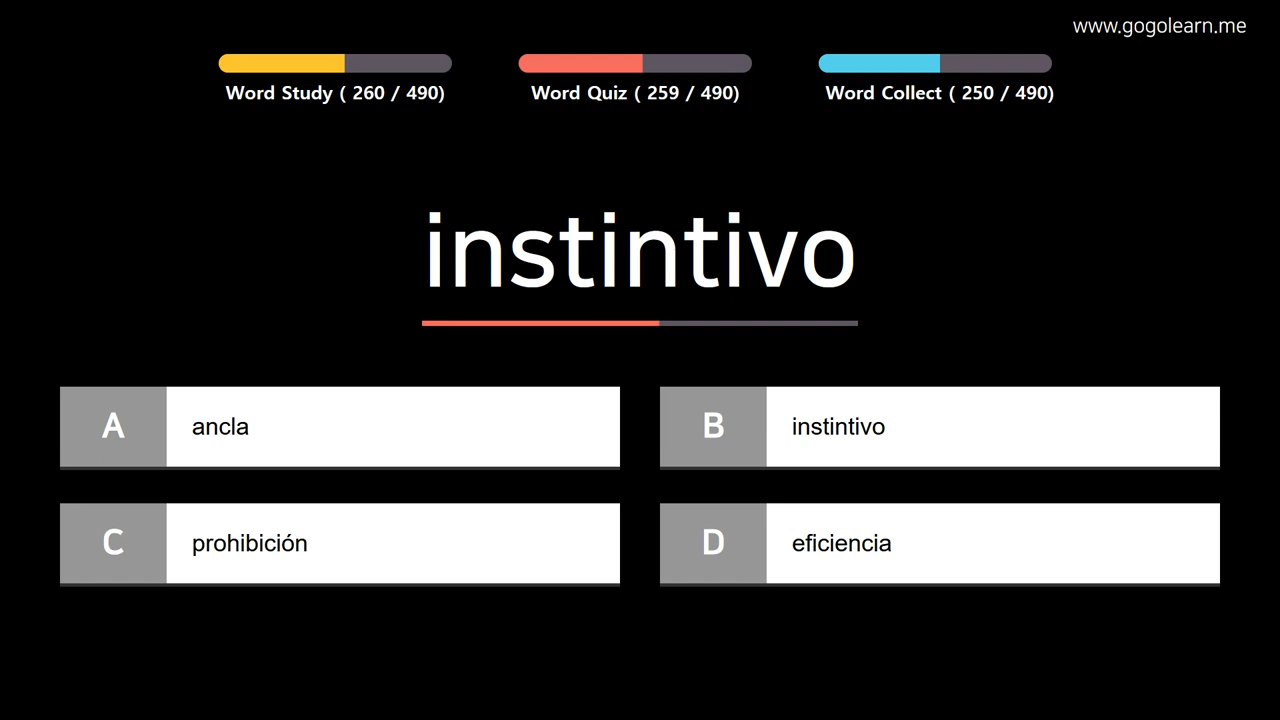 www.gogolearn.me
Word Study ( 260 / 490)
Word Quiz ( 259 / 490)
Word Collect ( 250 / 490)
instintivo
A ancla
B instintivo
C prohibición
D eficiencia